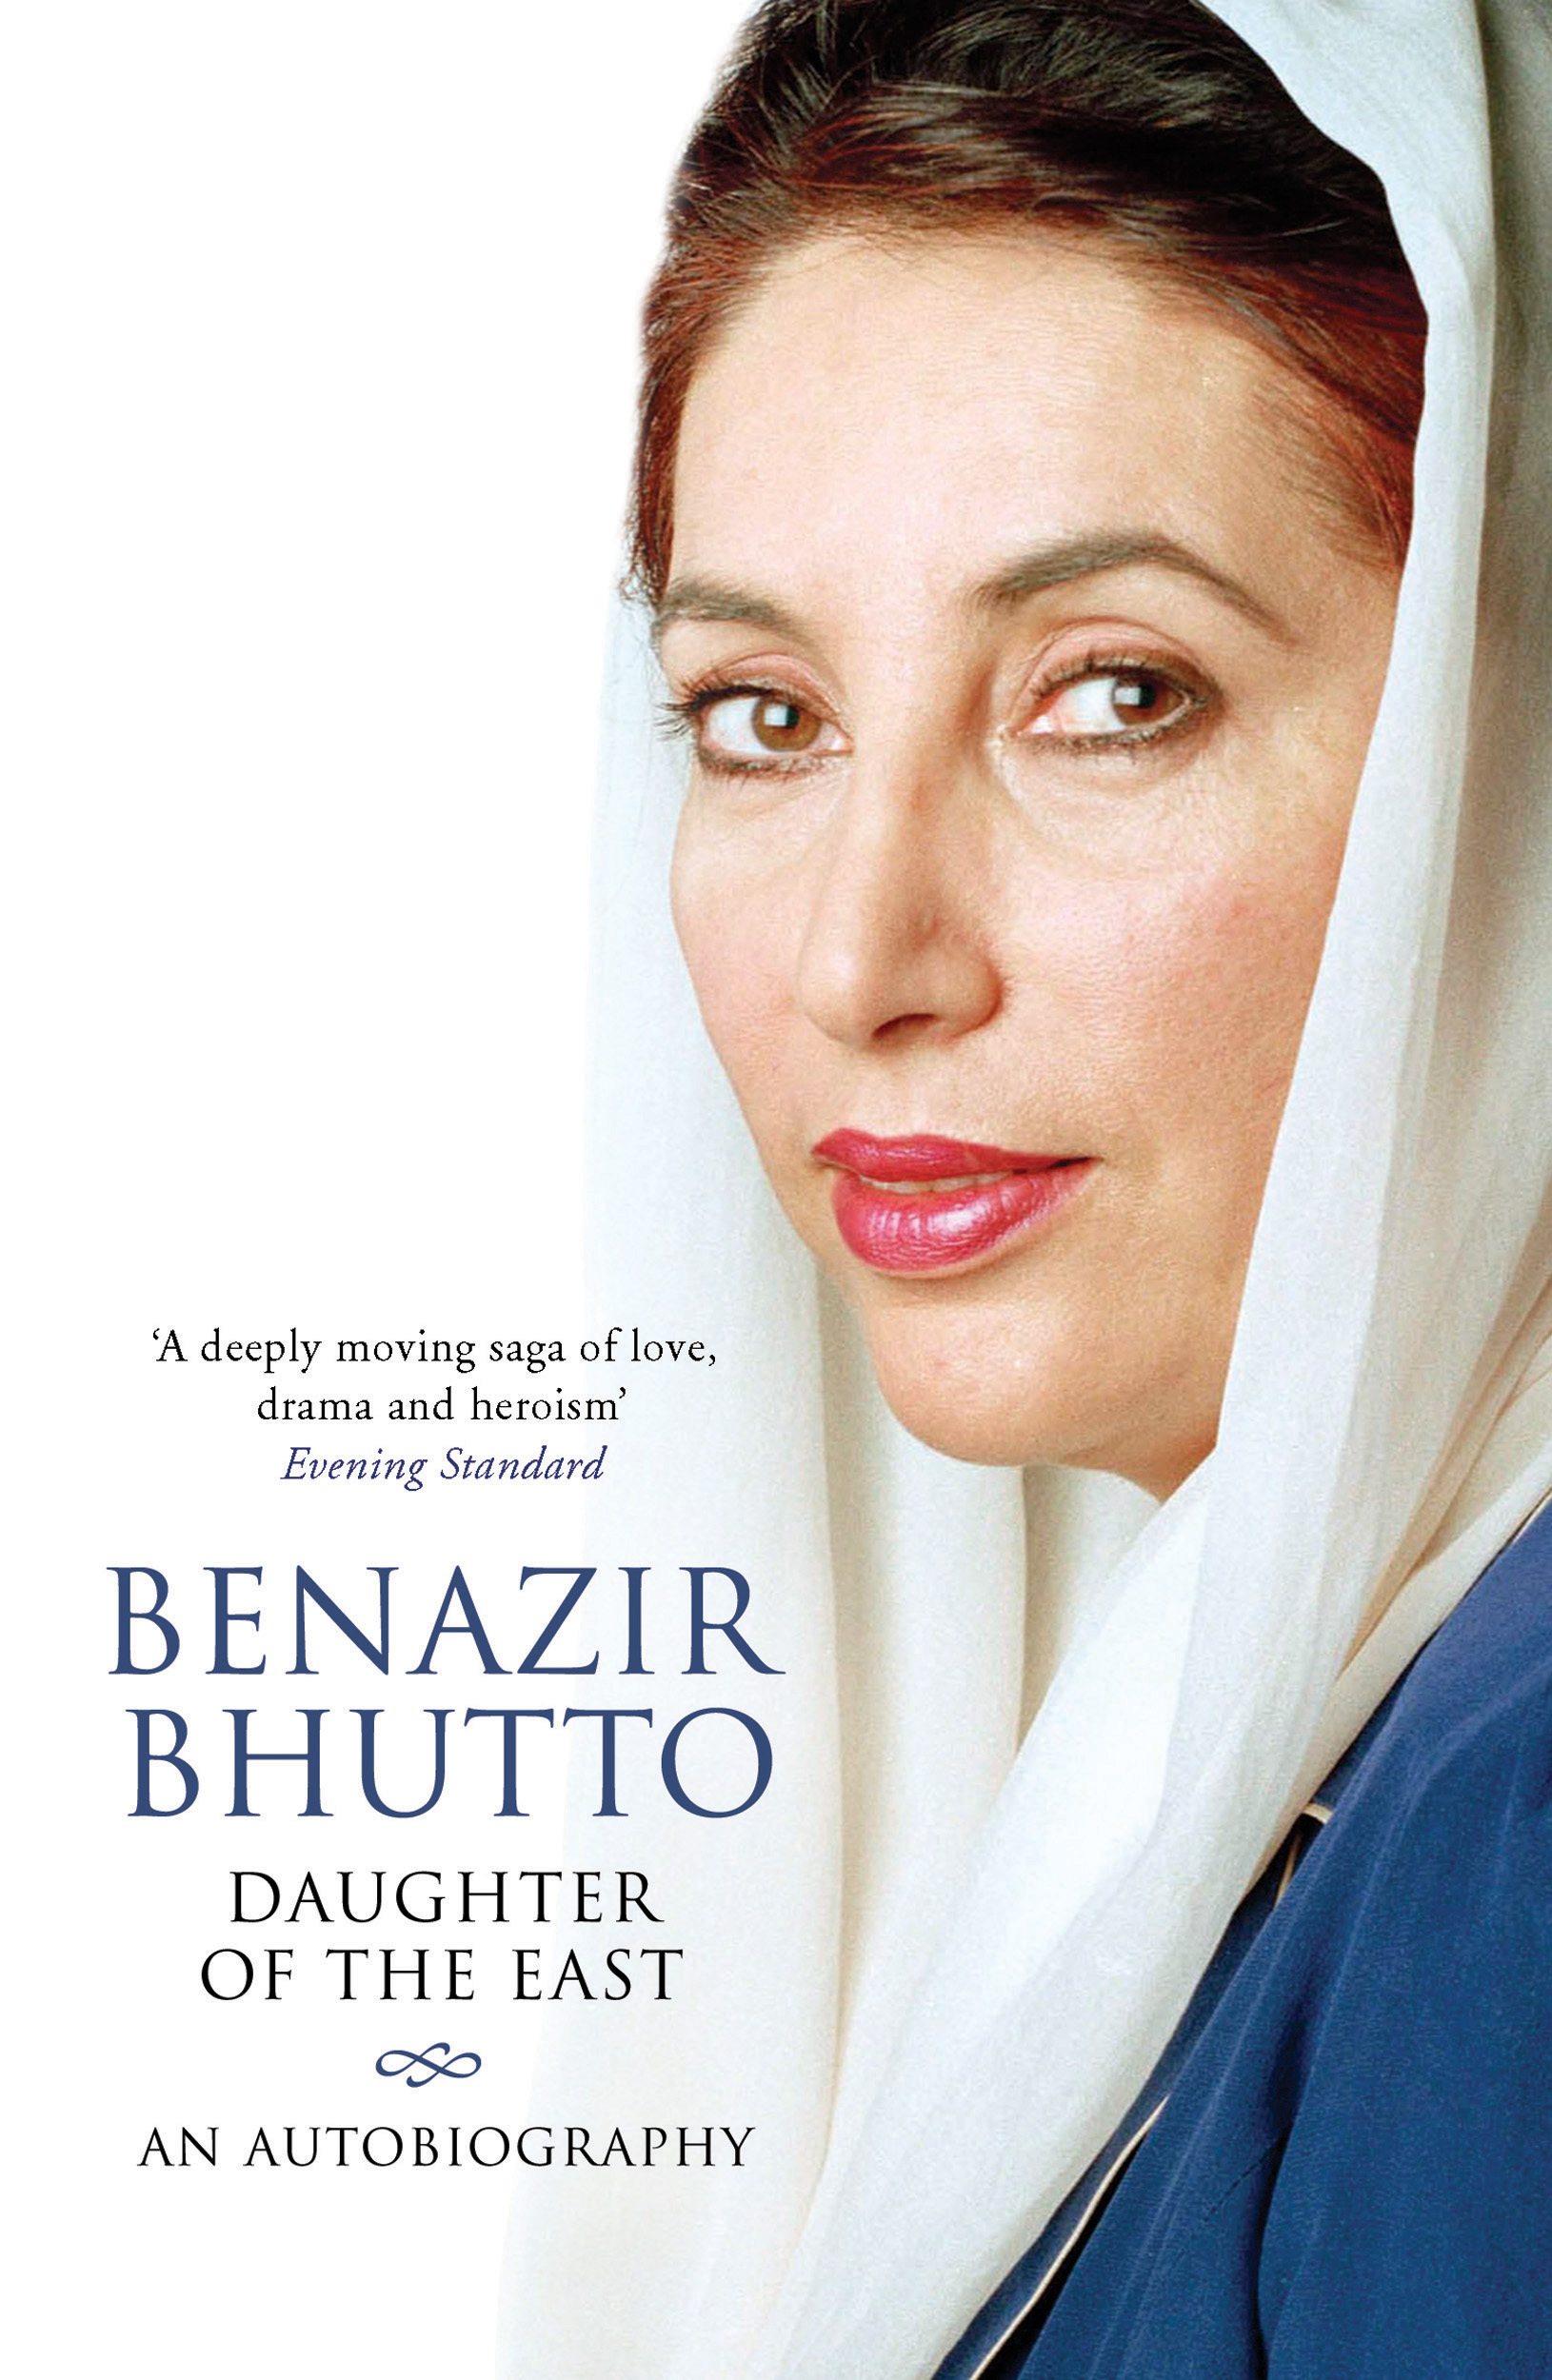 ‘A deeply moving saga of love,
drama and heroism’
Evening Standard
BENAZIR
BHUTTO
DAUGHTER
OF THE EAST
AN AUTOBIOGRAPHY